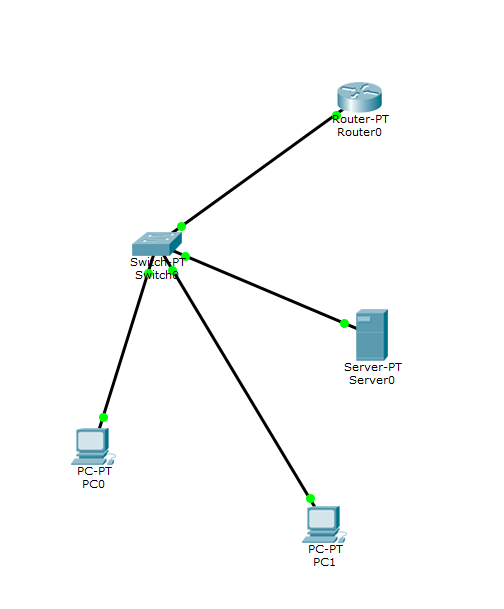 Router-PT
Router0
Switch-PT
Switch0
Server-PT
Server0
PC-PT
PC0
PC-PT
PC1